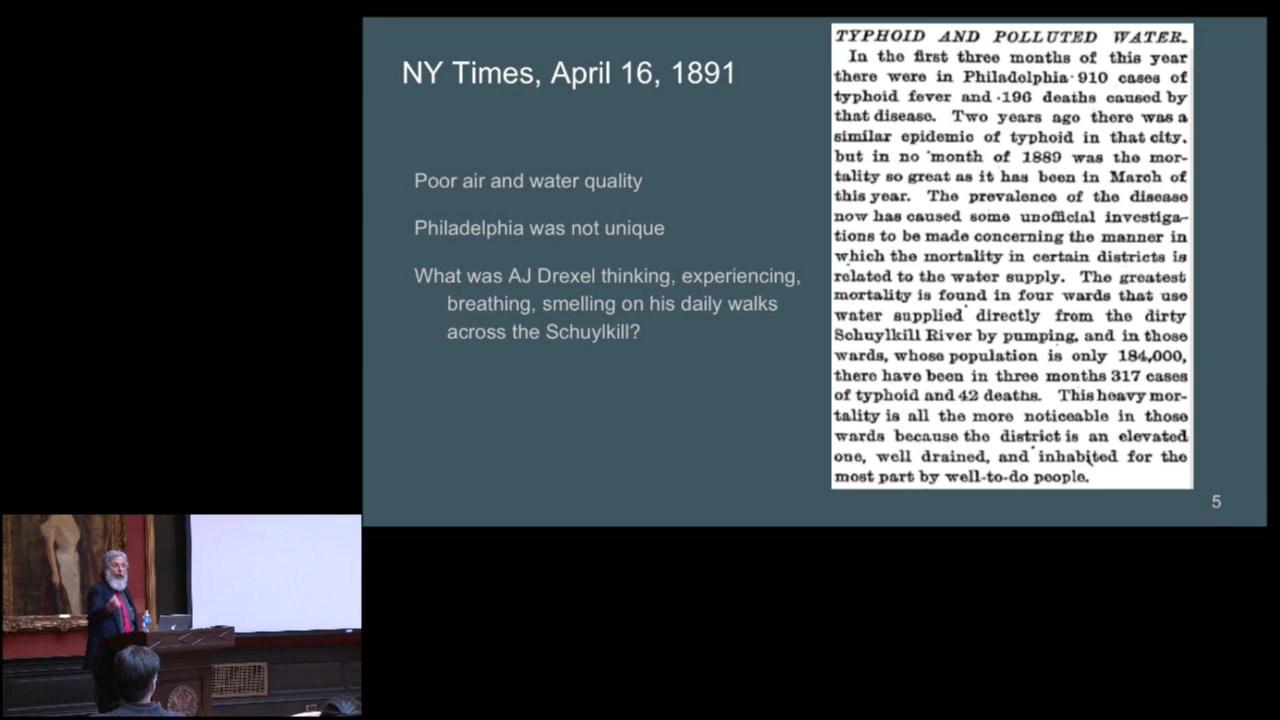 NY Times, April 16, 1891
Poor air and water quality
Philadelphia was not unique
What was AJ Drexel thinking, experiencing,
breathing, smelling on his daily walks
across the Schuylkill?
TYPHOID AND POLLUTED WATER.
In the first three months of this year
there were in Philadelphia 910 cases of
typhoid fever and 196 deaths caused by
that disease. Two years ago there was a
similar epidemic of typhoid in that city,
but in no month of 1889 was the mor-
tality so great as it has been in March of
this year. The prevalence of the disease
now has caused some unofficial investiga-
tions to be made concerning the manner in
which the mortality in certain districts is
related to the water supply. The greatest
mortality is found in four wards that use
water supplied directly from the dirty
Schuylkill River by pumping, and in those
wards, whose population is only 184,000,
there have been in three months 317 cases
of typhoid and 42 deaths. This heavy mor-
tality is all the more noticeable in those
wards because the district is an elevated
one, well drained, and inhabited for the
most part by well-to-do people.
5